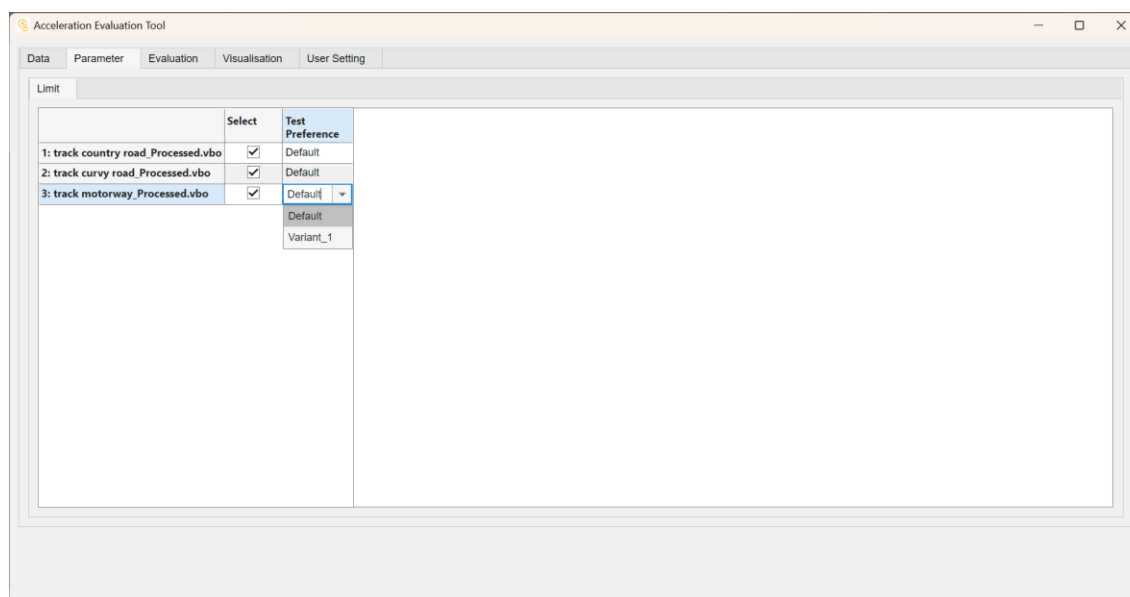 Acceleration Evaluation Tool
Data Parameter Evaluation Visualisation User Setting
Limit
Select Test
Preference
1: track country road_Processed.vbo Default
2: track curvy road_Processed.vbo Default
3: track motorway_Processed.vbo Default
Default
Variant_1